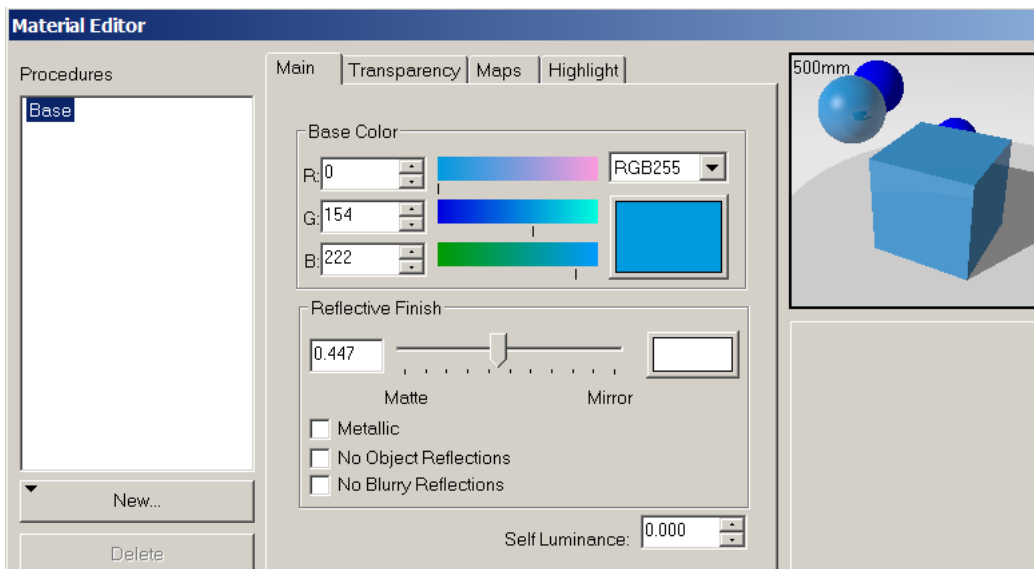 Material Editor
Procedures
Base
New...
Delete
Main Transparency Maps Highlight
Base Color
R: 0
RGB255
G: 154
B: 222
Reflective Finish
0.447
Matte Mirror
Metallic
No Object Reflections
No Blurry Reflections
Self Luminance: 0.000
500mm